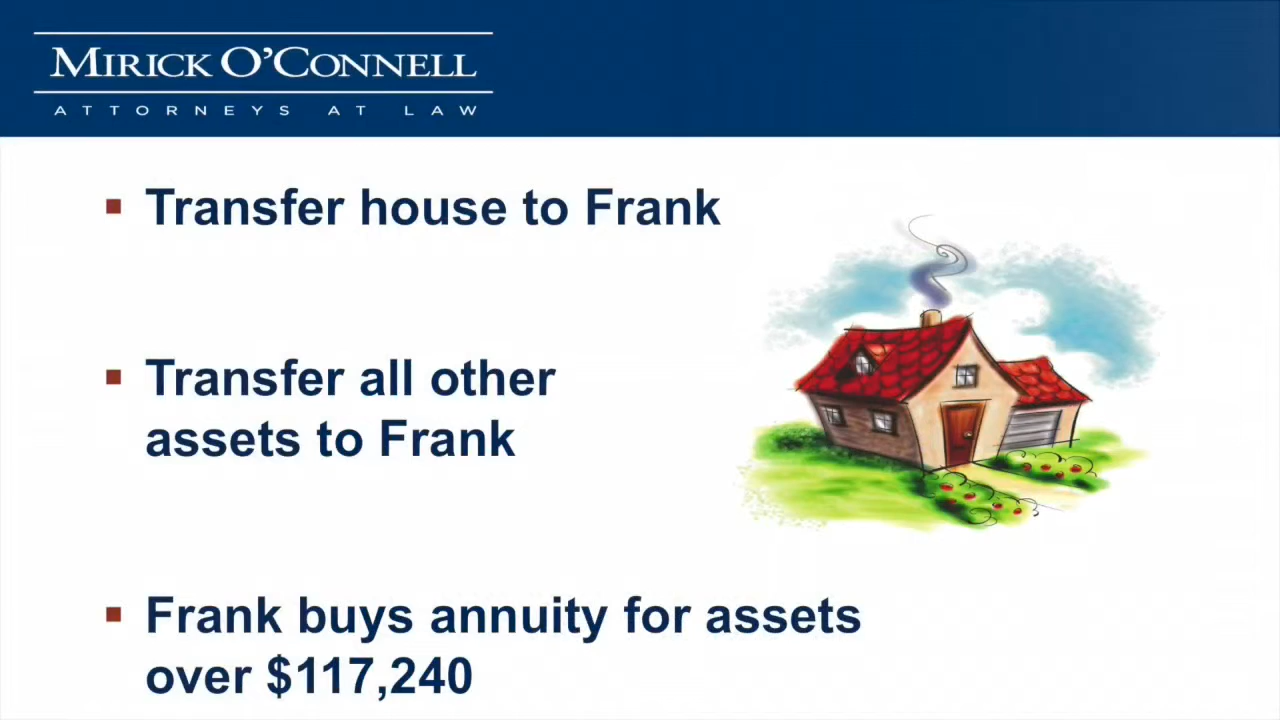 MIRICK O'CONNELL
ATTORNEYS AT LAW
▪ Transfer house to Frank
▪ Transfer all other
assets to Frank
▪ Frank buys annuity for assets
over $117,240